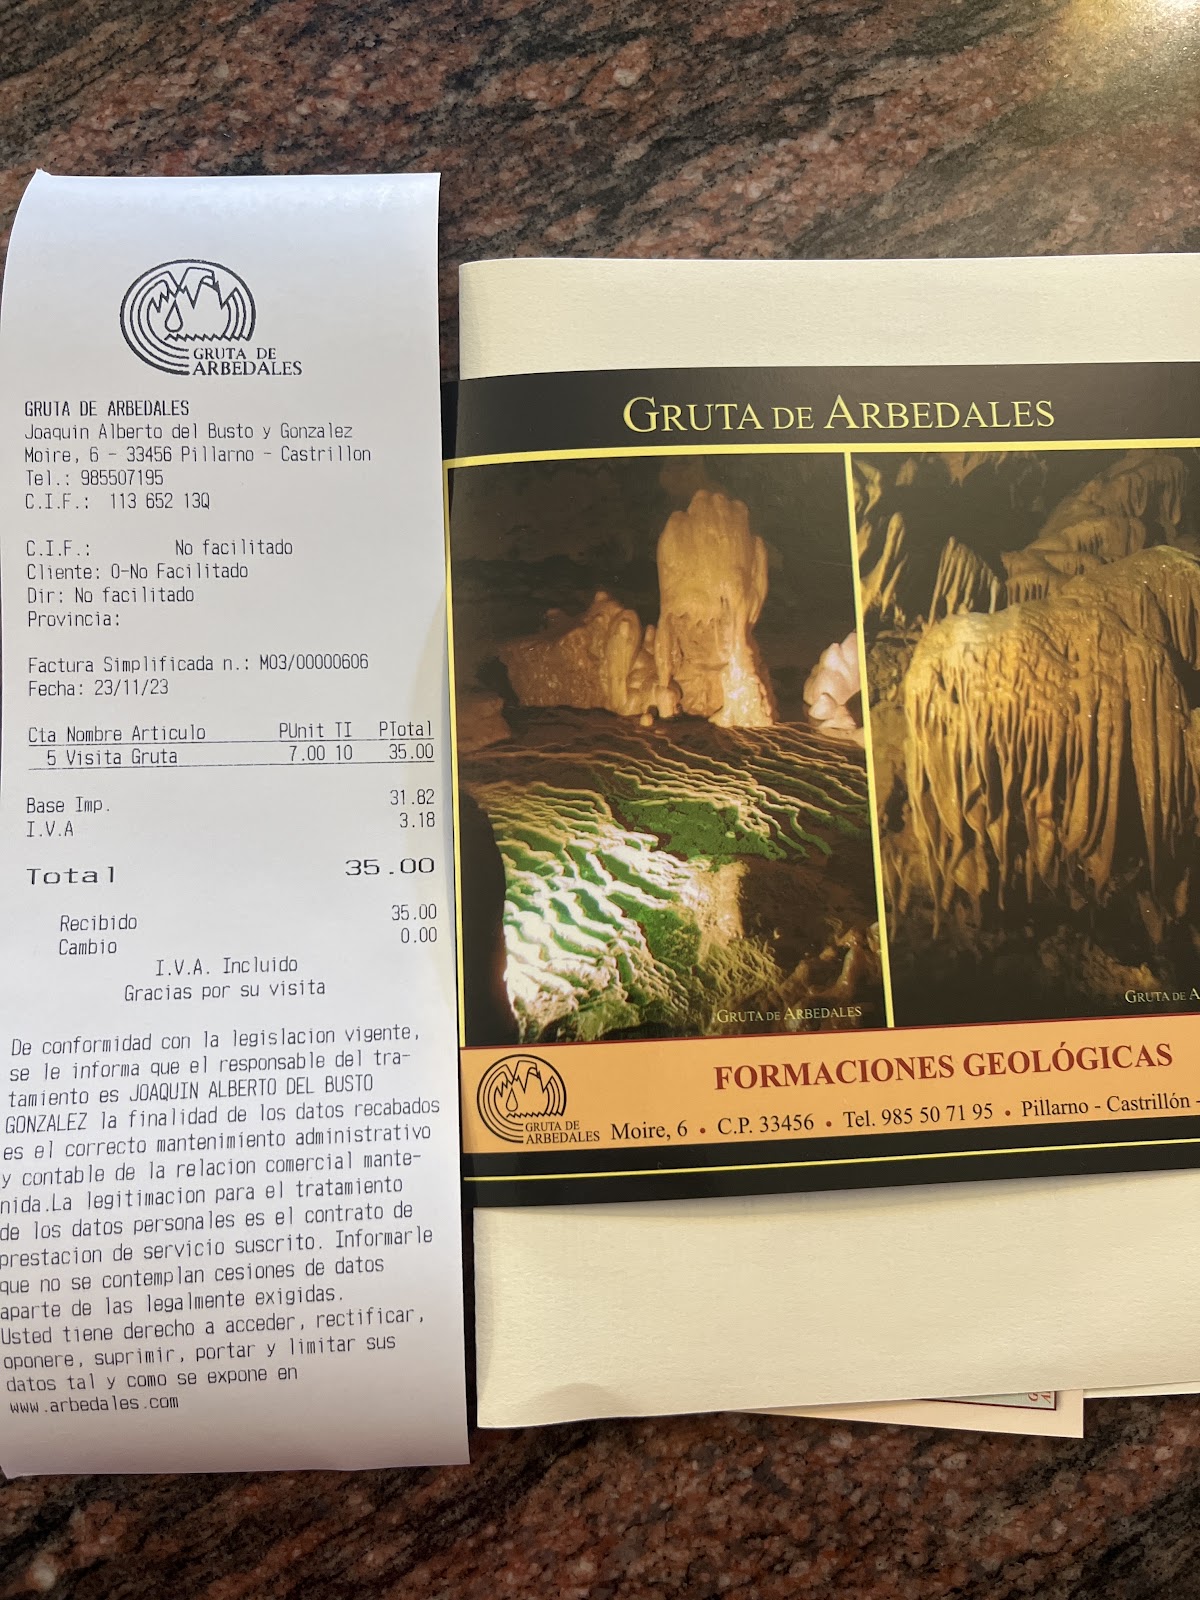 GRUTA DE
ARBEDALES
GRUTA DE ARBEDALES
Joaquin Alberto del Busto y Gonzalez
Moire, 6 - 33456 Pillarno - Castrillon
Tel.: 985507195
C.I.F.: 113 652 13Q
C.I.F.: No facilitado
Cliente: 0-No Facilitado
Dir: No facilitado
Provincia:
Factura Simplificada n.: M03/00000606
Fecha: 23/11/23
Cta Nombre Articulo PUnit TI PTotal
5 Visita Gruta 7.00 10 35.00
Base Imp. 31.82
I.V.A 3.18
Total 35.00
Recibido 35.00
Cambio 0.00
I.V.A. Incluido
Gracias por su visita
De conformidad con la legislacion vigente,
se le informa que el responsable del tra-
tamiento es JOAQUIN ALBERTO DEL BUSTO
GONZALEZ la finalidad de los datos recabados
es el correcto mantenimiento administrativo
y contable de la relacion comercial mante-
nida.La legitimacion para el tratamiento
de los datos personales es el contrato de
prestacion de servicio suscrito. Informarle
que no se contemplan cesiones de datos
aparte de las legalmente exigidas.
Usted tiene derecho a acceder, rectificar,
oponere, suprimir, portar y limitar sus
datos tal y como se expone en
www.arbedales.com
GRUTA DE ARBEDALES
GRUTA DE ARBEDALES
GRUTA DE A
FORMACIONES GEOLÓGICAS
GRUTA DE
ARBEDALES
Moire, 6 • C.P. 33456 • Tel. 985 50 71 95 • Pillarno - Castrillón -